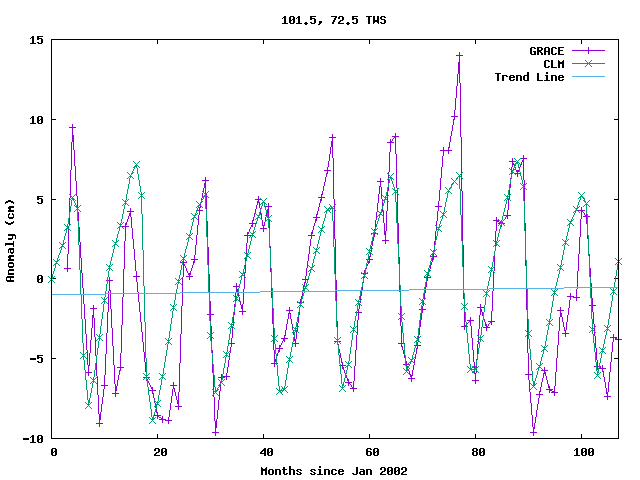 101.5, 72.5 TWS
GRACE
CLM
Trend Line
15
10
5
0
-5
-10
Anomaly (cm)
0 20 40 60 80 100
Months since Jan 2002